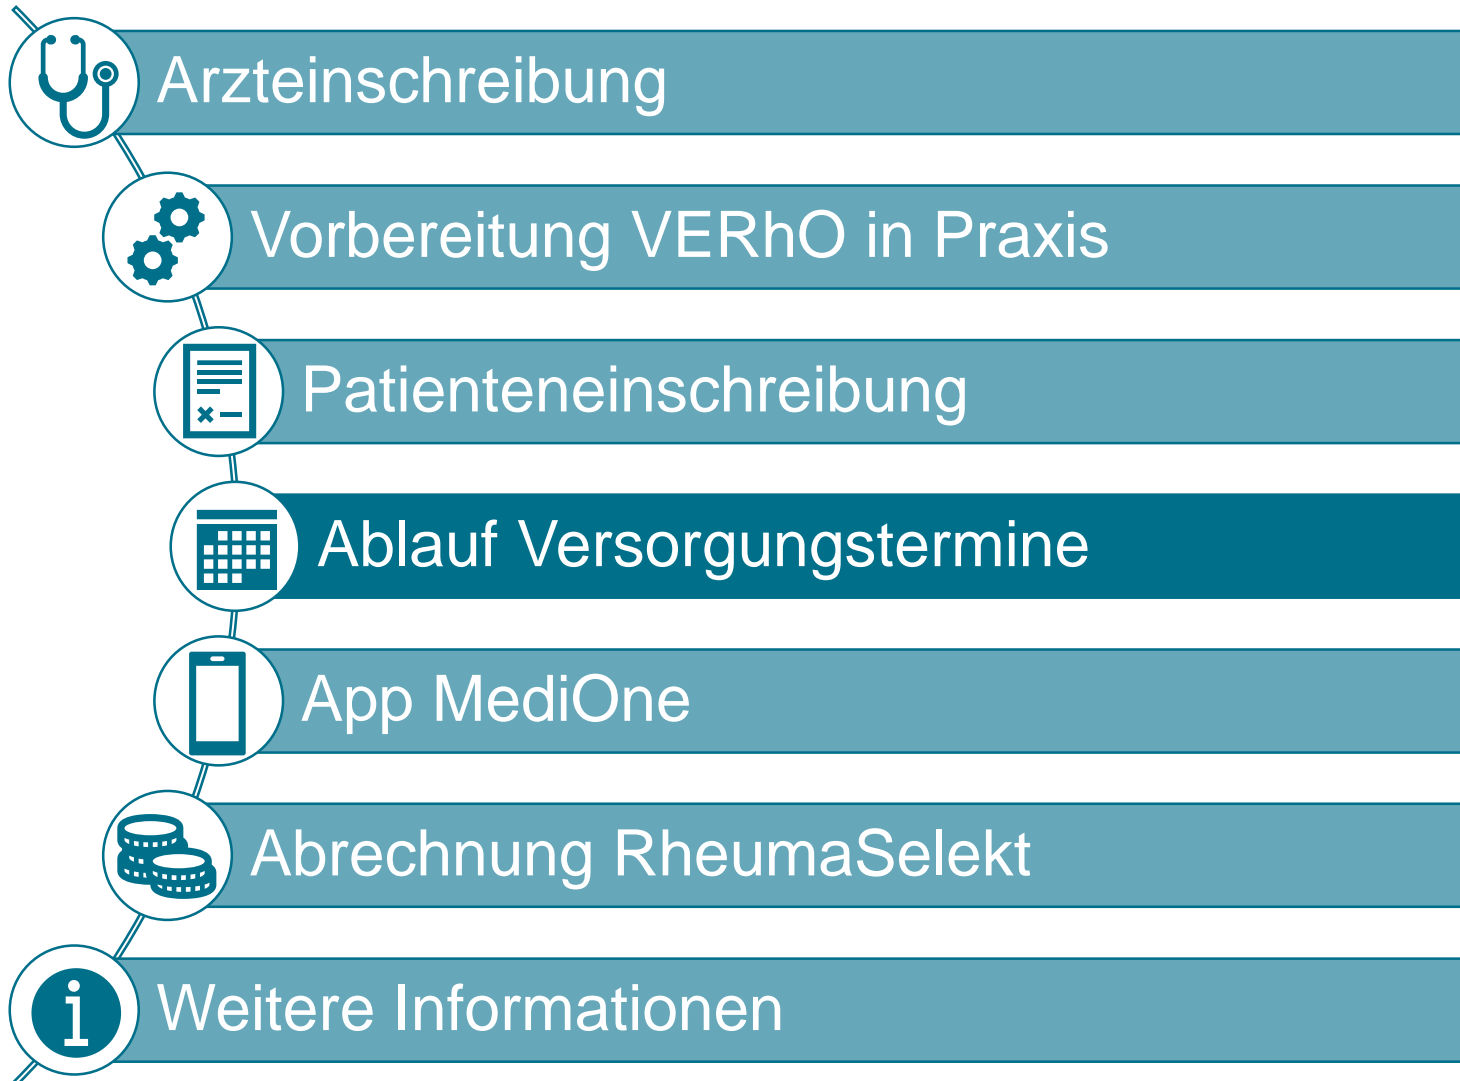 Arzteinschreibung
Vorbereitung VERhO in Praxis
Patienteneinschreibung
Ablauf Versorgungstermine
App MediOne
Abrechnung RheumaSelekt
Weitere Informationen